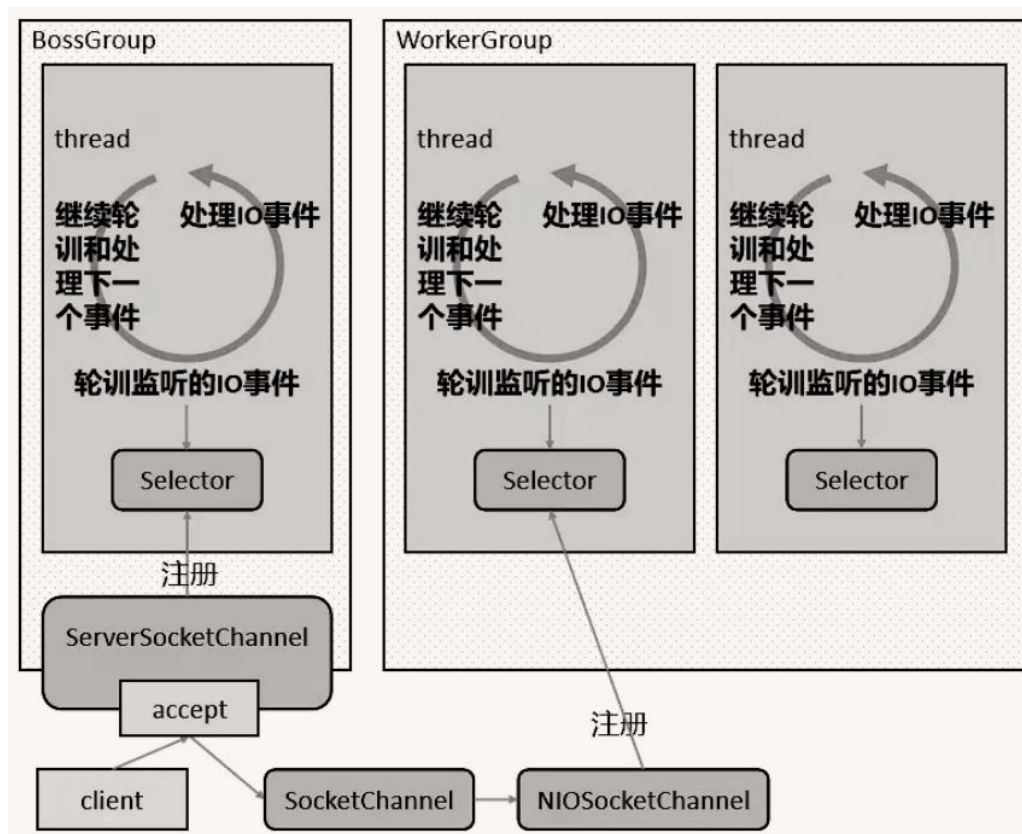 BossGroup
thread
继续轮
训和处
理下一
个事件
处理IO事件
轮训监听的IO事件
Selector
注册
ServerSocketChannel
accept
client
WorkerGroup
thread
继续轮
训和处
理下一
个事件
处理IO事件
轮训监听的IO事件
Selector
thread
继续轮
训和处
理下一
个事件
处理IO事件
轮训监听的IO事件
Selector
注册
SocketChannel
NIOSocketChannel